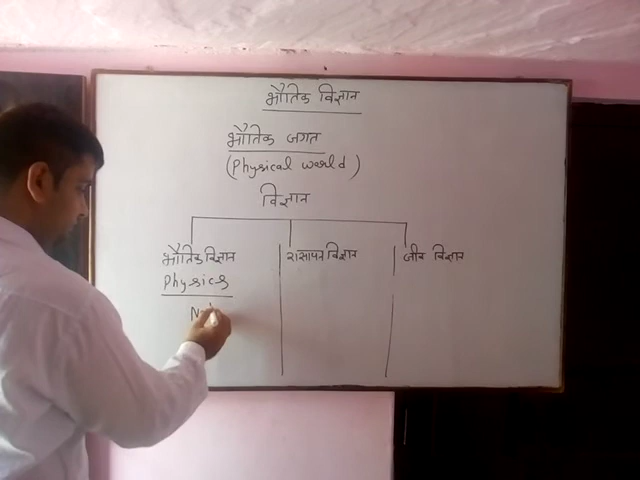 भौतिक विज्ञान
भौतिक जगत
(Physical world)
विज्ञान
भौतिक विज्ञान रासायन विज्ञान जीव विज्ञान
Physics
N